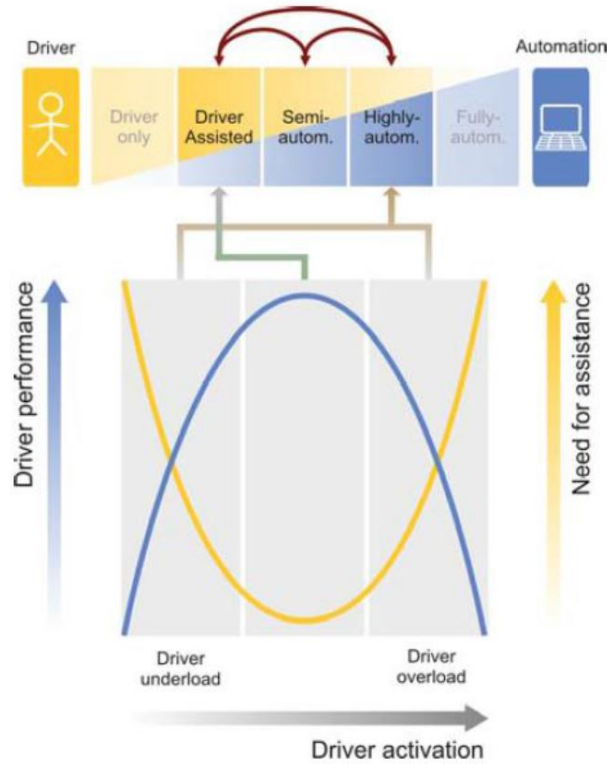 Driver
Automation
Driver
only
Driver
Assisted
Semi-
autom.
Highly-
autom.
Fully-
autom.
Driver performance
Need for assistance
Driver
underload
Driver
overload
Driver activation